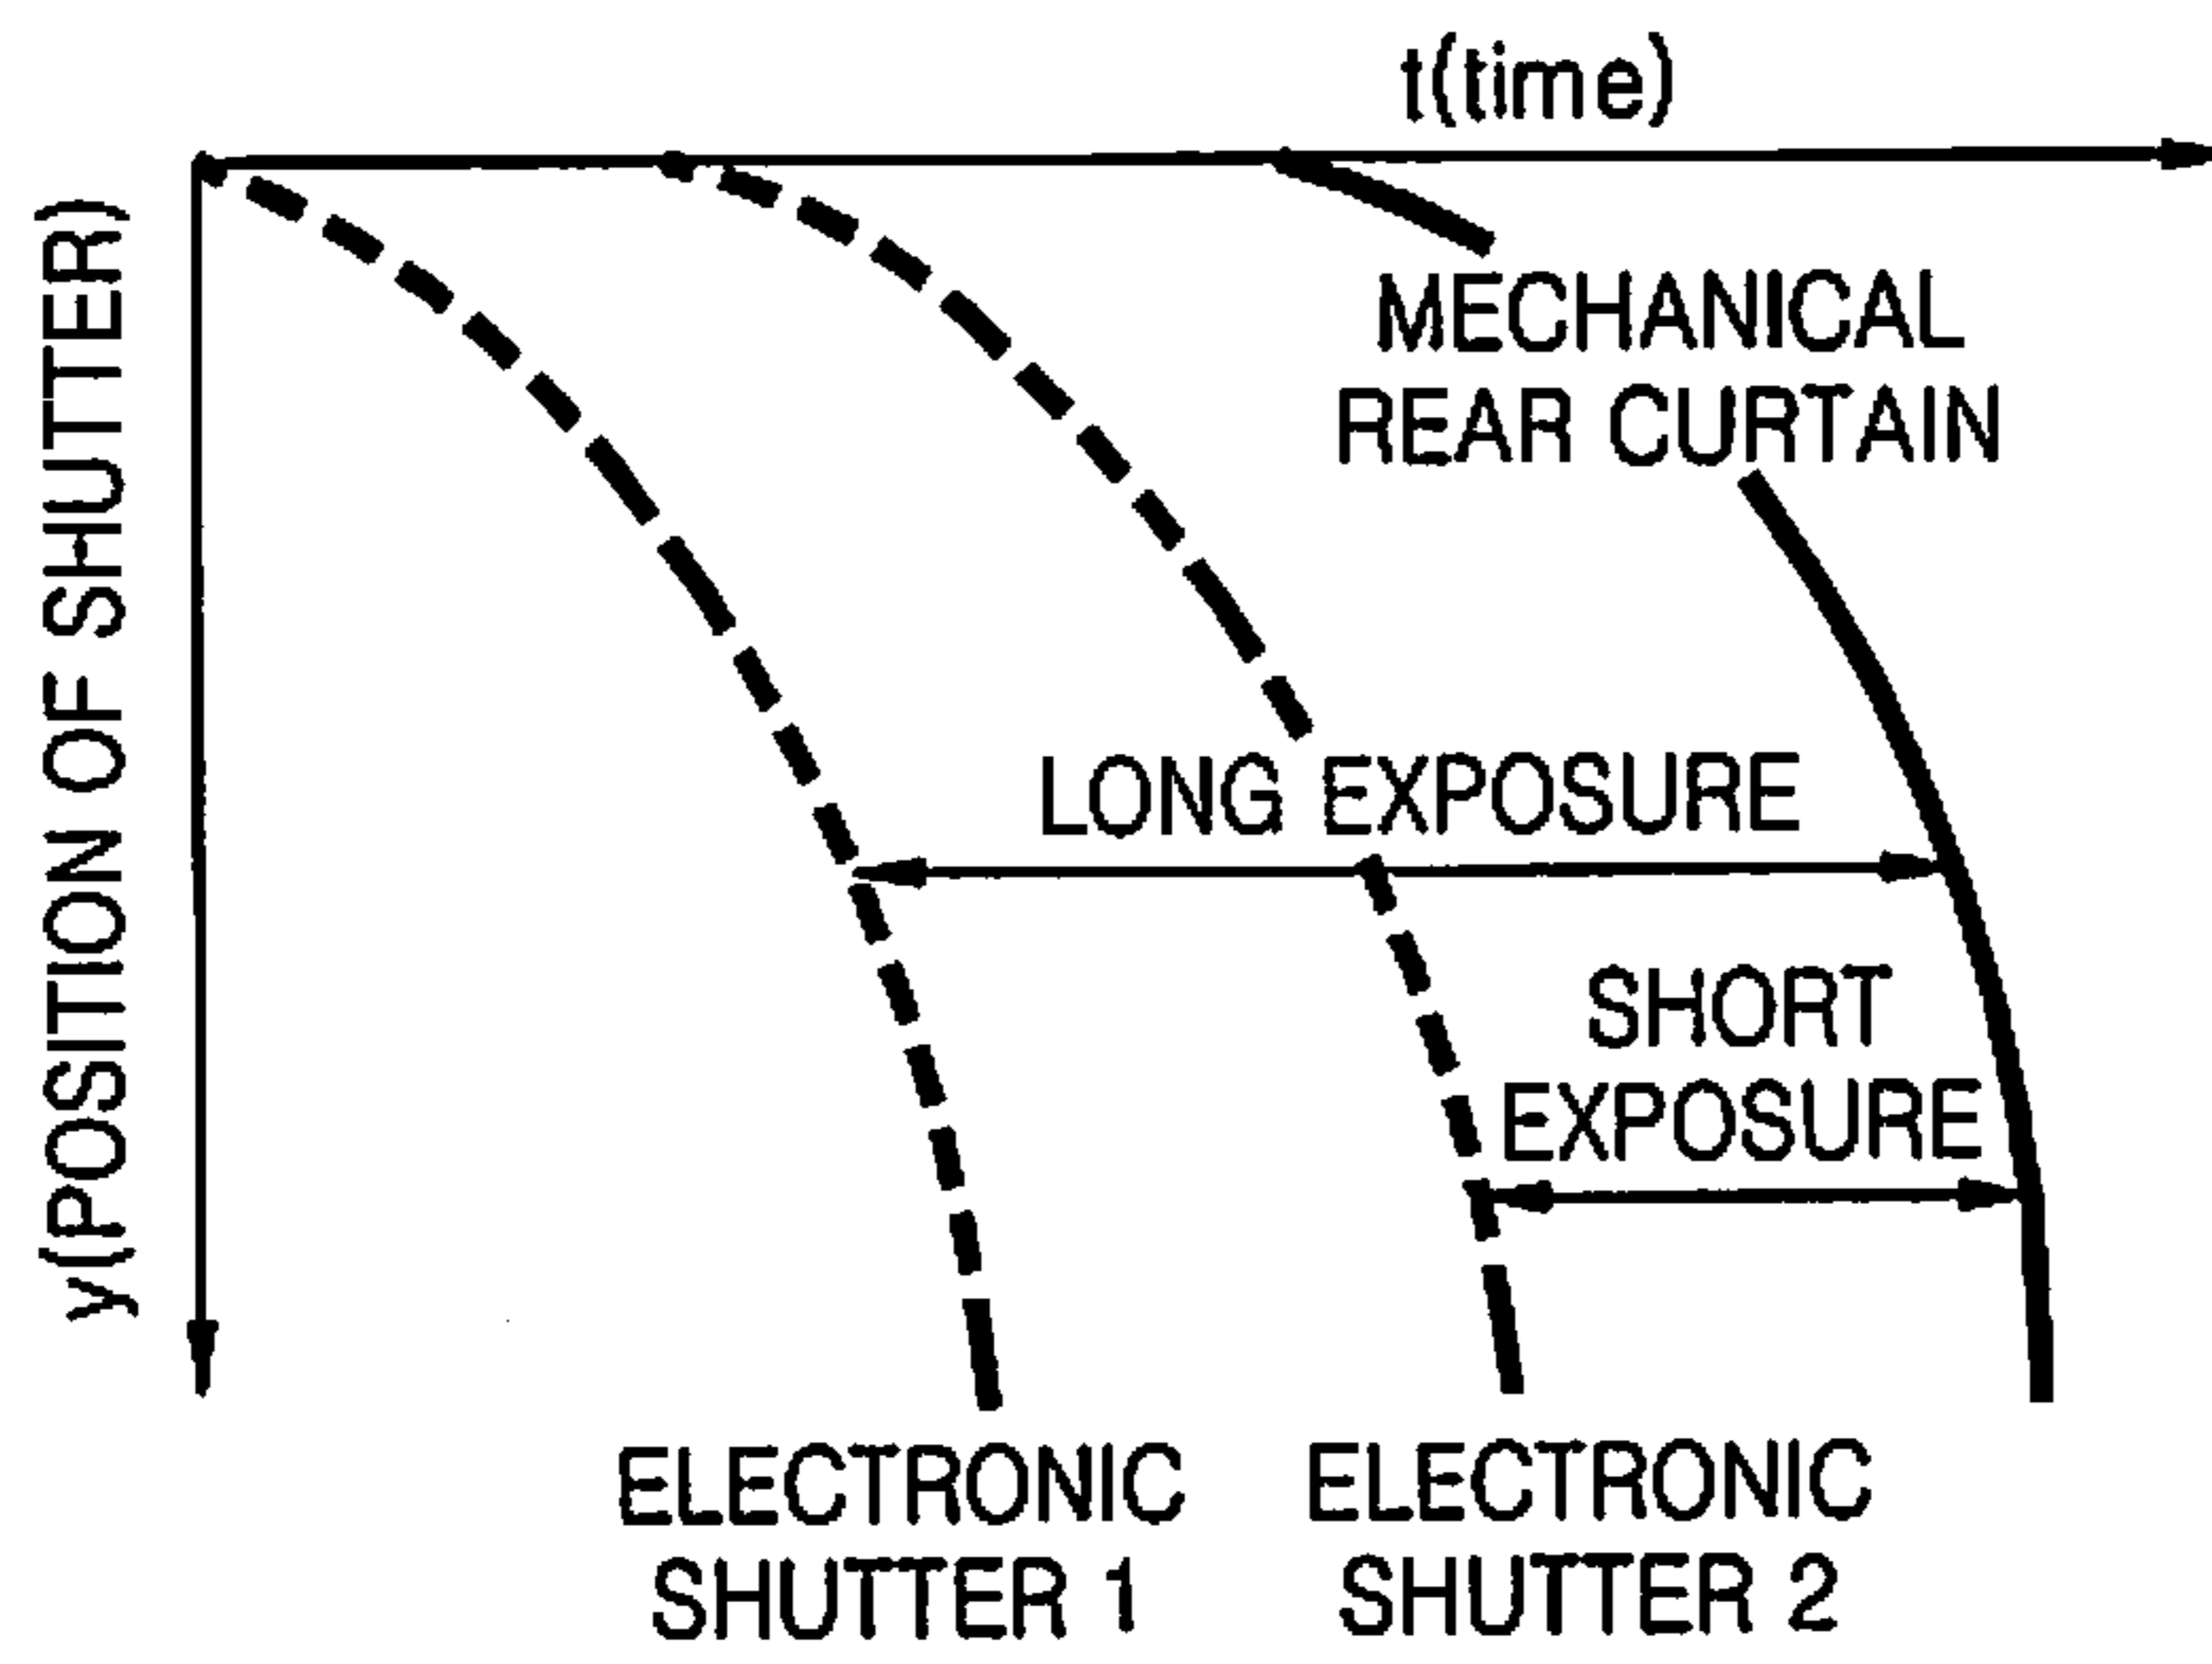 t(time)
y(POSITION OF SHUTTER)
MECHANICAL
REAR CURTAIN
LONG EXPOSURE
SHORT
EXPOSURE
ELECTRONIC
SHUTTER 1
ELECTRONIC
SHUTTER 2